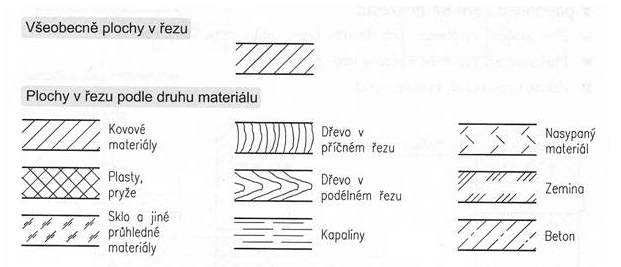 Všeobecně plochy v řezu
Plochy v řezu podle druhu materiálu
Kovové
materiály
Plasty,
pryže
Sklo a jiné
průhledné
materiály
Dřevo v
příčném řezu
Dřevo v
podélném řezu
Kapaliny
Nasypaný
materiál
Zemina
Beton